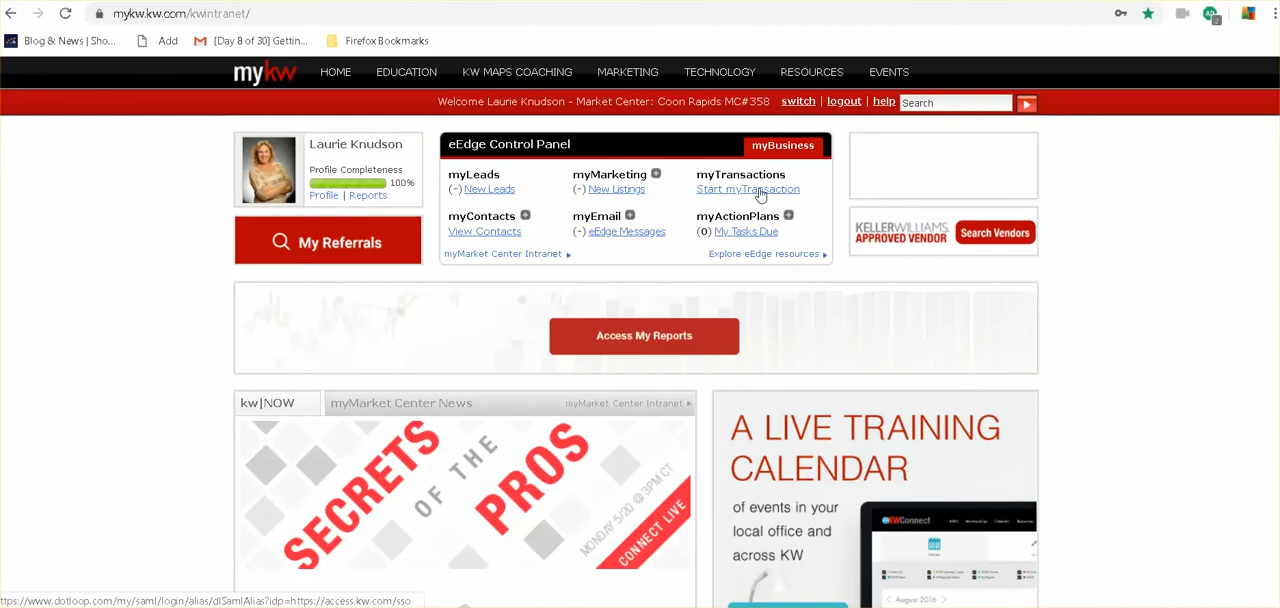 mykw.kw.com/kwintranet/
Blog & News | Sho...
Add
[Day 8 of 30] Gettin...
Firefox Bookmarks
mykw
HOME
EDUCATION
KW MAPS COACHING
MARKETING
TECHNOLOGY
RESOURCES
EVENTS
Welcome Laurie Knudson - Market Center: Coon Rapids MC#358
switch | logout | help
Search
Laurie Knudson
Profile Completeness
100%
Profile | Reports
My Referrals
eEdge Control Panel
myBusiness
myLeads
(-) New Leads
myMarketing
(-) New Listings
myTransactions
Start myTransaction
myContacts
View Contacts
myEmail
(-) eEdge Messages
myActionPlans
(0) My Tasks Due
myMarket Center Intranet
Explore eEdge resources
KELLERWILLIAMS.
APPROVED VENDOR
Search Vendors
Access My Reports
kw|NOW
myMarket Center News
myMarket Center Intranet
SECRETS
OF THE
PROS
MONDAY 5/20 @ 3PM CT
CONNECT LIVE
A LIVE TRAINING
CALENDAR
of events in your
local office and
across KW
KWConnect
August 2016
ttps://www.dotloop.com/my/saml/login/alias/dlSamlAlias?idp=https://access.kw.com/sso